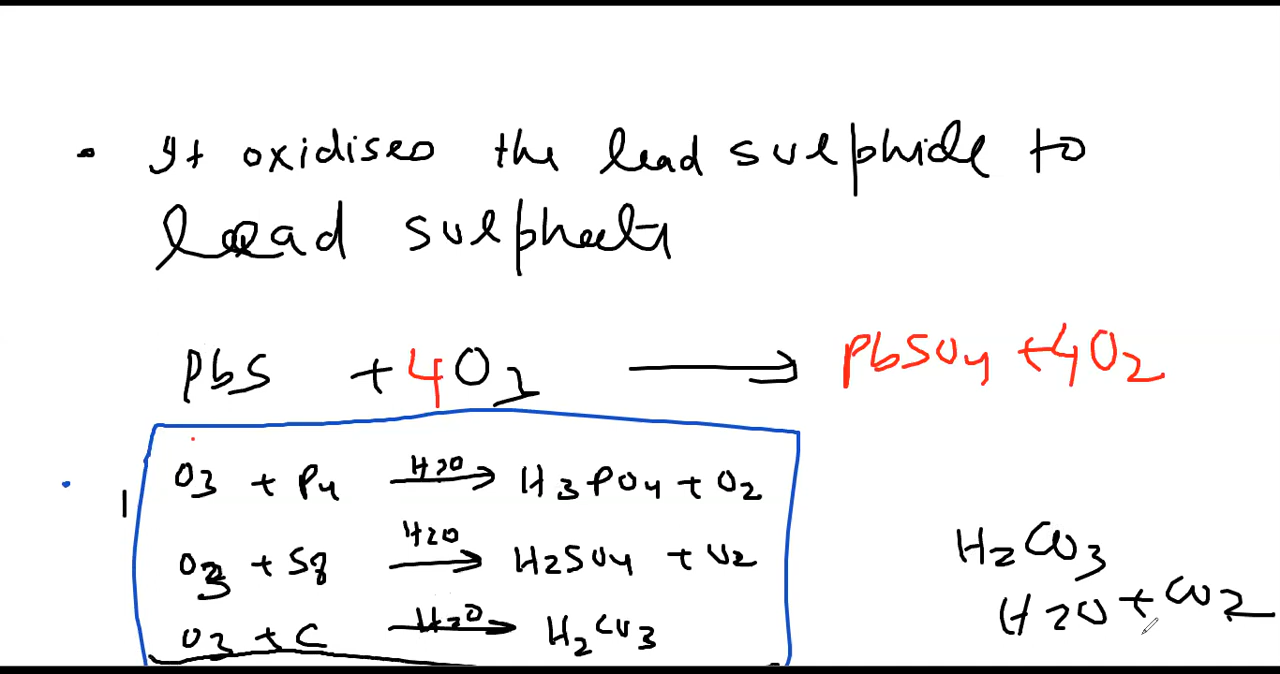 • It oxidises the lead sulphide to
lead sulphate
PbS + 4O3 ⟶ PbSO4 + 4O2
• 1
O3 + P4 —H2O→ H3PO4 + O2
O3 + S8 —H2O→ H2SO4 + O2
O3 + C —H2O→ H2CO3
H2CO3
H2O + CO2